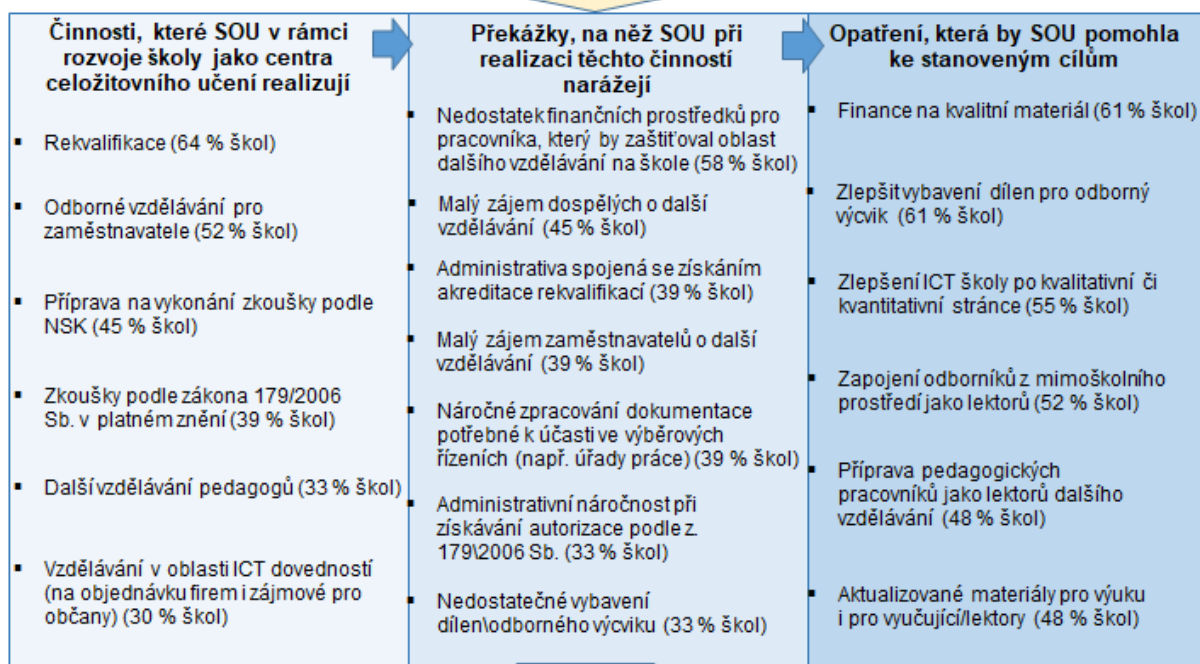 Činnosti, které SOU v rámci
rozvoje školy jako centra
celožitovního učení realizují
▪ Rekvalifikace (64 % škol)
▪ Odborné vzdělávání pro
zaměstnavatele (52 % škol)
▪ Příprava na vykonání zkoušky podle
NSK (45 % škol)
▪ Zkoušky podle zákona 179/2006
Sb. v platném znění (39 % škol)
▪ Další vzdělávání pedagogů (33 % škol)
▪ Vzdělávání v oblasti ICT dovedností
(na objednávku firem i zájmové pro
občany) (30 % škol)
Překážky, na něž SOU při
realizaci těchto činností
narážejí
▪ Nedostatek finančních prostředků pro
pracovníka, který by zaštiťoval oblast
dalšího vzdělávání na škole (58 % škol)
▪ Malý zájem dospělých o další
vzdělávání (45 % škol)
▪ Administrativa spojená se získáním
akreditace rekvalifikací (39 % škol)
▪ Malý zájem zaměstnavatelů o další
vzdělávání (39 % škol)
▪ Náročné zpracování dokumentace
potřebné k účasti ve výběrových
řízeních (např. úřady práce) (39 % škol)
▪ Administrativní náročnost při
získávání autorizace podle z.
179\2006 Sb. (33 % škol)
▪ Nedostatečné vybavení
dílen\odborného výcviku (33 % škol)
Opatření, která by SOU pomohla
ke stanoveným cílům
▪ Finance na kvalitní materiál (61 % škol)
▪ Zlepšit vybavení dílen pro odborný
výcvik (61 % škol)
▪ Zlepšení ICT školy po kvalitativní či
kvantitativní stránce (55 % škol)
▪ Zapojení odborníků z mimoškolního
prostředí jako lektorů (52 % škol)
▪ Příprava pedagogických
pracovníků jako lektorů dalšího
vzdělávání (48 % škol)
▪ Aktualizované materiály pro výuku
i pro vyučující/lektory (48 % škol)